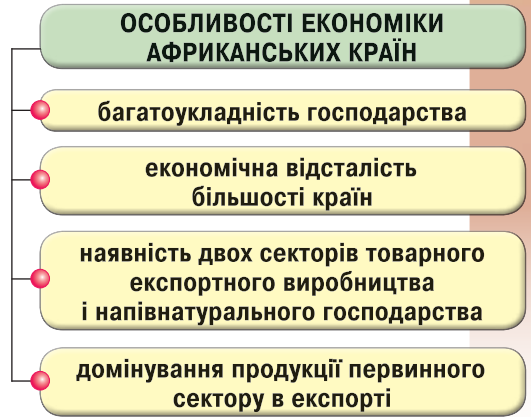 ОСОБЛИВОСТІ ЕКОНОМІКИ
АФРИКАНСЬКИХ КРАЇН
багатоукладність господарства
економічна відсталість
більшості країн
наявність двох секторів товарного
експортного виробництва
і напівнатурального господарства
домінування продукції первинного
сектору в експорті